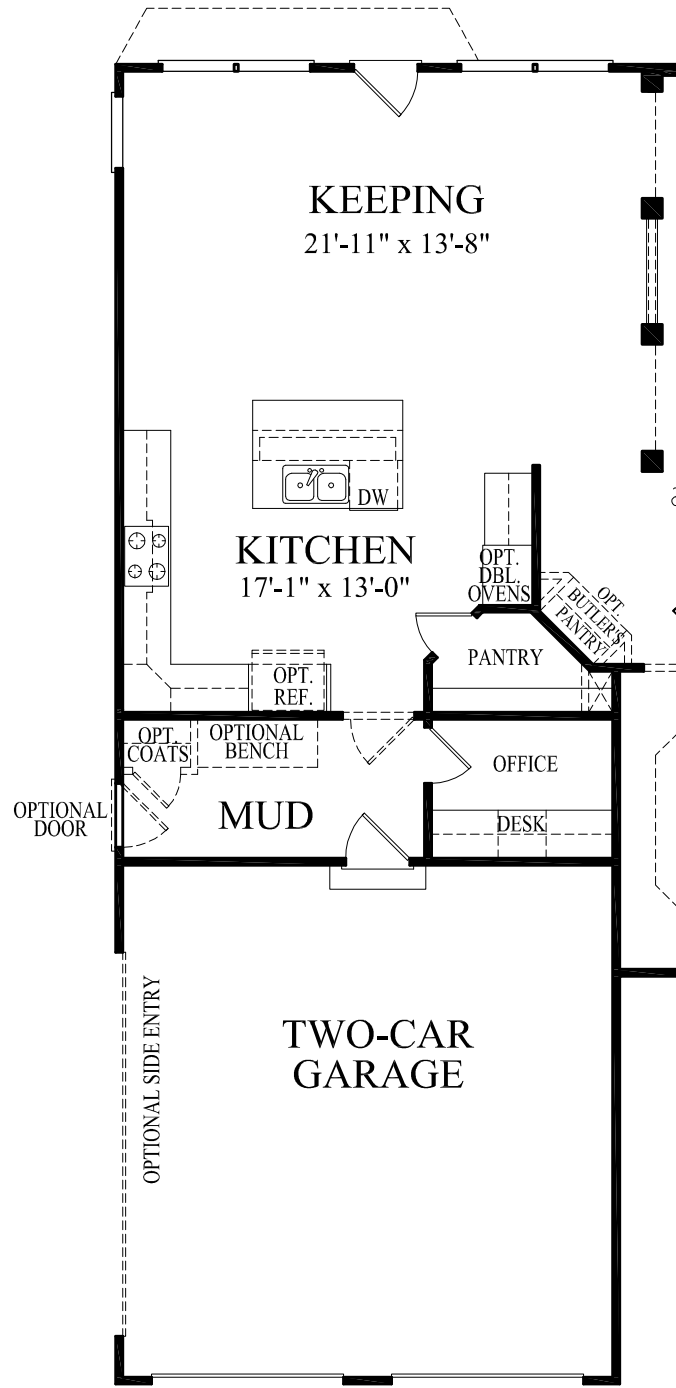 KEEPING
21'-11" x 13'-8"
DW
KITCHEN
17'-1" x 13'-0"
OPT.
DBL.
OVENS
OPT.
BUTLER'S
PANTRY
PANTRY
OPT.
REF.
OPT.
COATS
OPTIONAL
BENCH
OFFICE
OPTIONAL
DOOR
MUD
DESK
OPTIONAL SIDE ENTRY
TWO-CAR
GARAGE